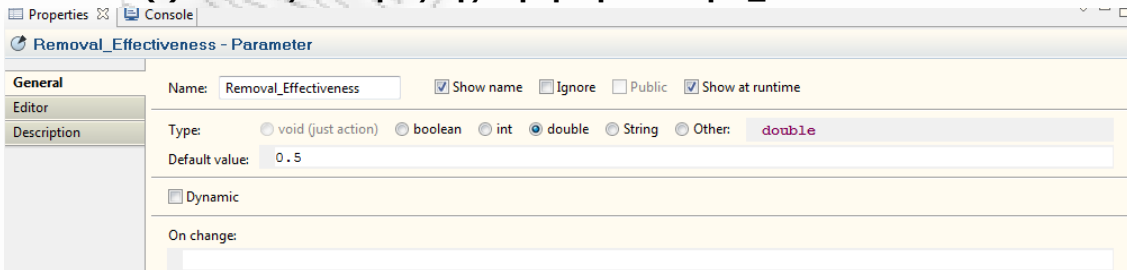 Properties Console
Removal_Effectiveness - Parameter
General
Name: Removal_Effectiveness Show name Ignore Public Show at runtime
Editor
Description
Type: void (just action) boolean int double String Other: double
Default value: 0.5
Dynamic
On change: